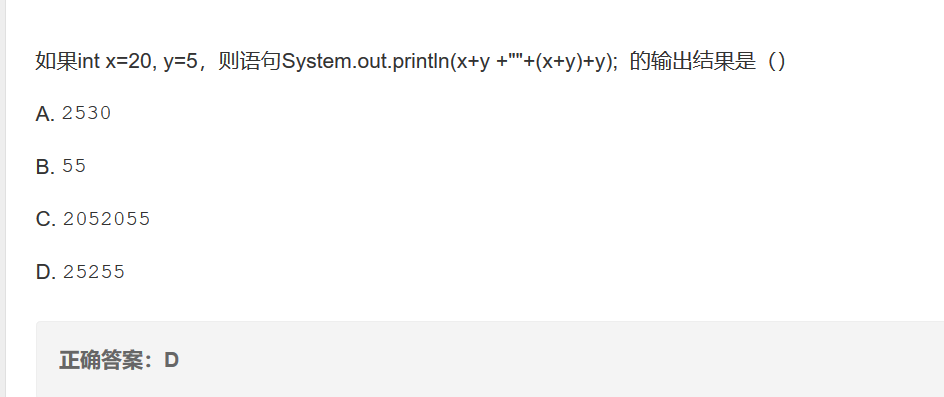 如果int x=20, y=5，则语句System.out.println(x+y +""+(x+y)+y);  的输出结果是（）
A. 2530
B. 55
C. 2052055
D. 25255
正确答案：D